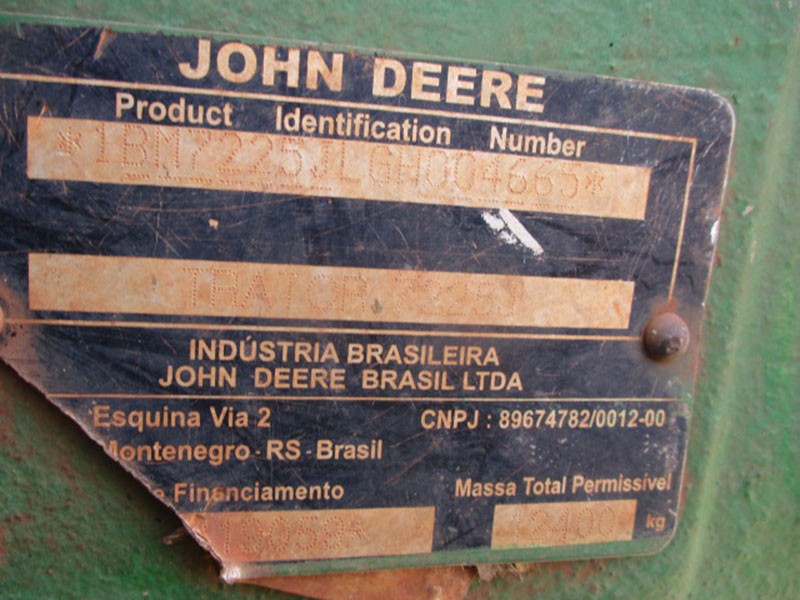 JOHN DEERE
Product Identification Number
*1BM7225JLGH004665*
TRATOR 7225J
INDÚSTRIA BRASILEIRA
JOHN DEERE BRASIL LTDA
Esquina Via 2 CNPJ : 89674782/0012-00
Montenegro - RS - Brasil
Financiamento Massa Total Permissível
kg